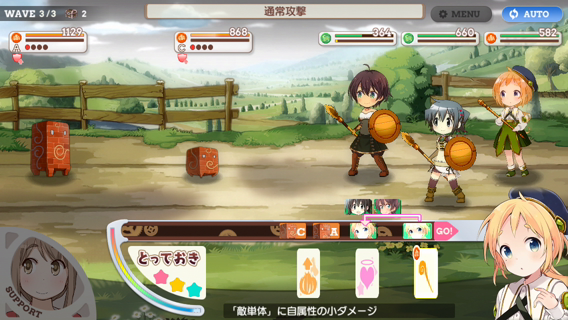 WAVE 3/3 2
通常攻撃
MENU
AUTO
1129
A
868
C
364
660
582
C
A
GO!
とっておき
SUPPORT
「敵単体」に自属性の小ダメージ